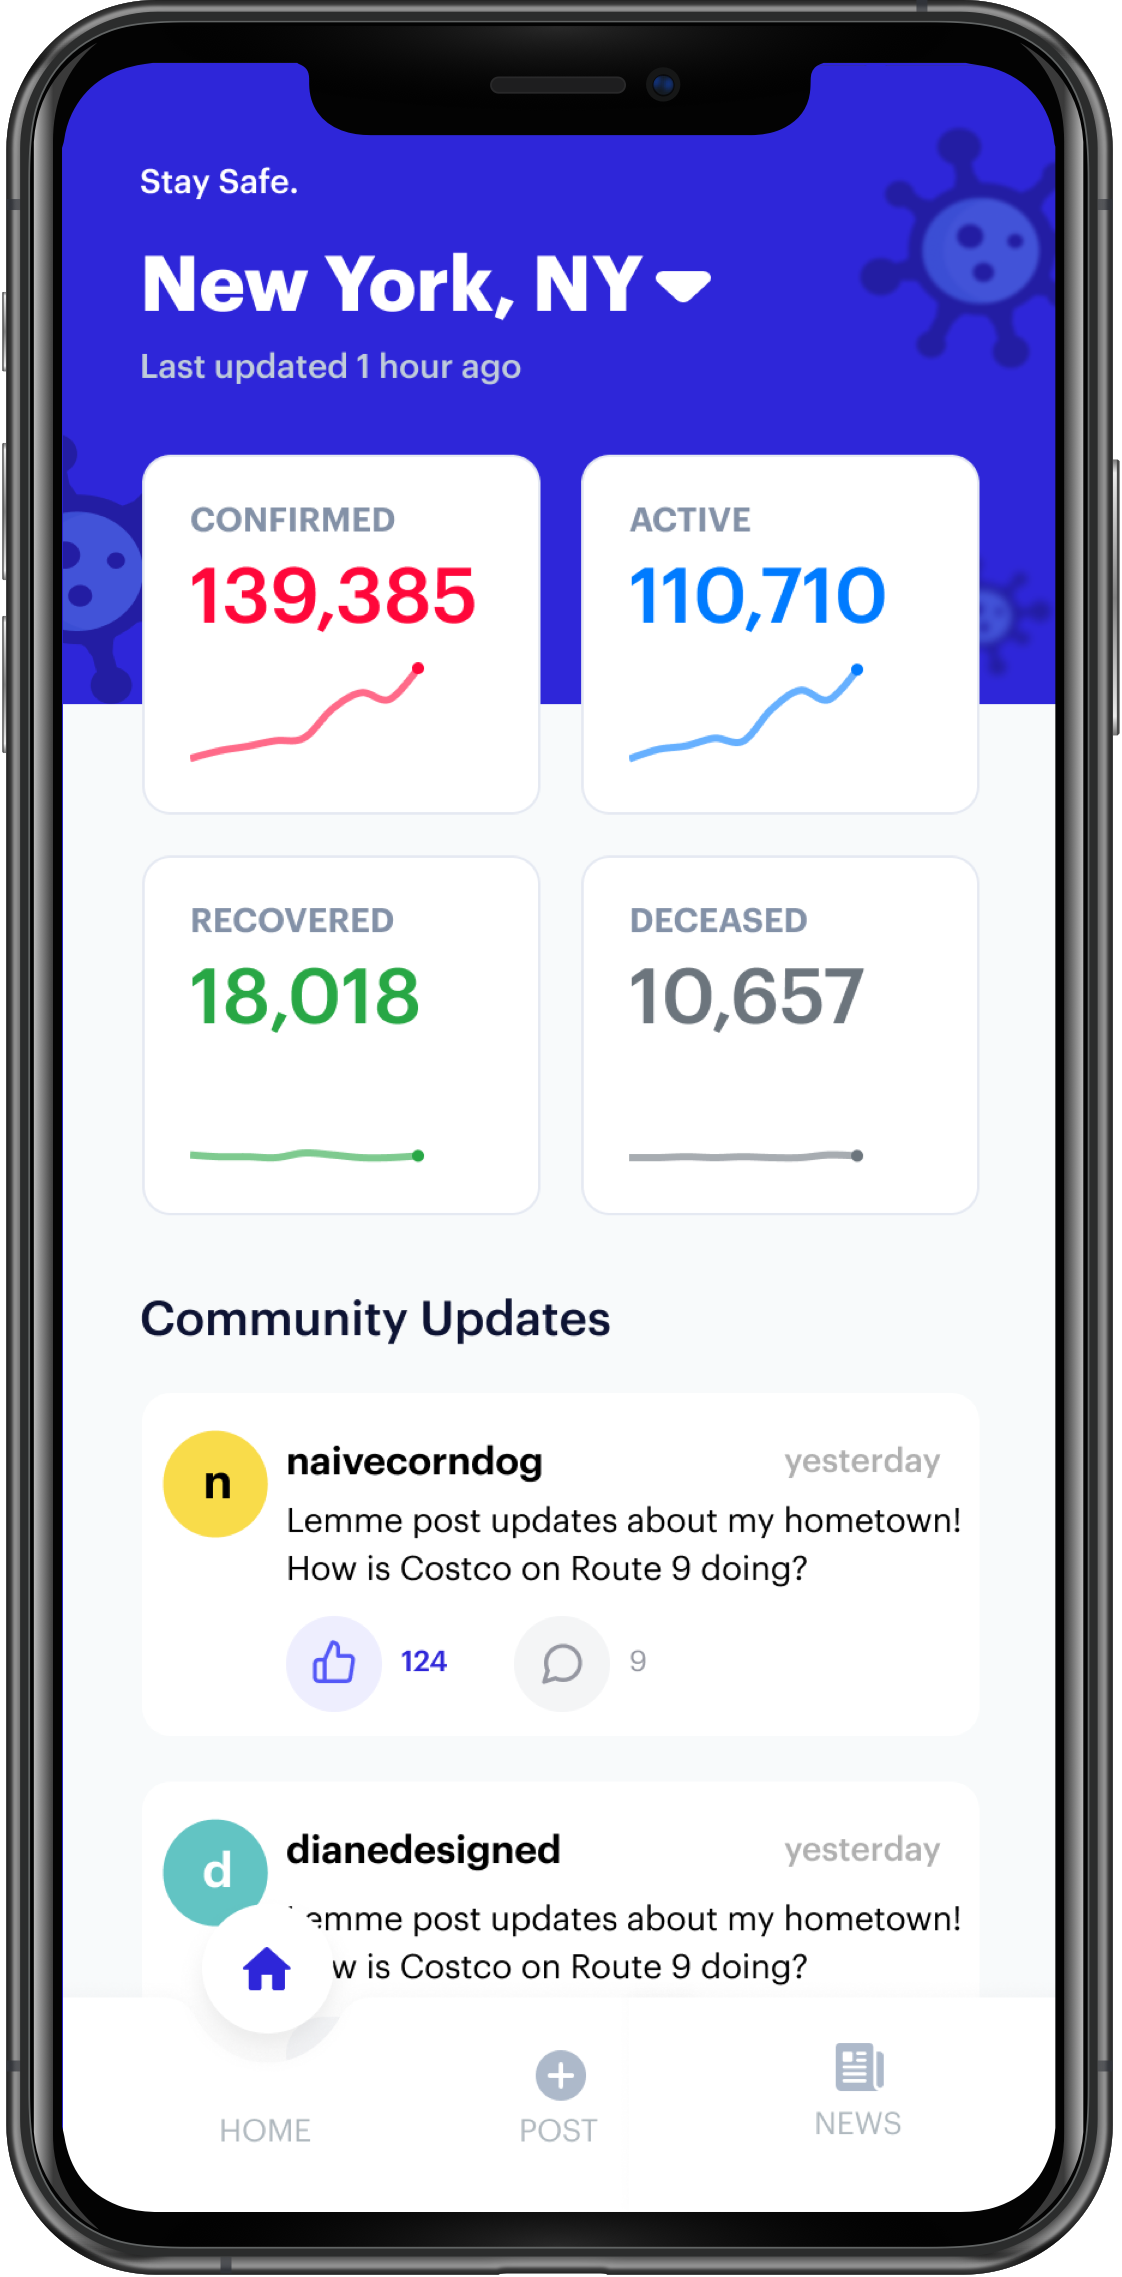 Stay Safe.
New York, NY
Last updated 1 hour ago
CONFIRMED
139,385
ACTIVE
110,710
RECOVERED
18,018
DECEASED
10,657
Community Updates
n
naivecorndog
yesterday
Lemme post updates about my hometown!
How is Costco on Route 9 doing?
124
9
d
dianedesigned
yesterday
emme post updates about my hometown!
w is Costco on Route 9 doing?
HOME
POST
NEWS